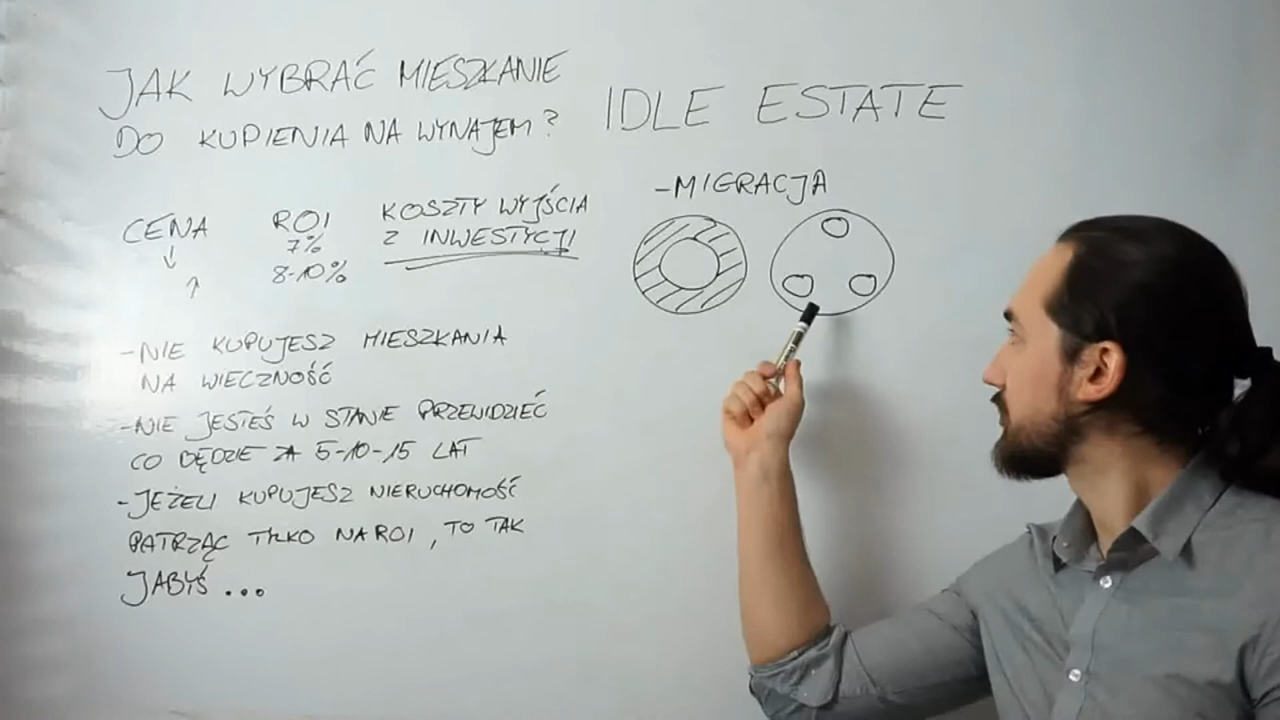 JAK WYBRAĆ MIESZKANIE
DO KUPIENIA NA WYNAJEM?
IDLE ESTATE
CENA
ROI
7%
8-10%
KOSZTY WYJŚCIA
Z INWESTYCJI
-MIGRACJA
-NIE KUPUJESZ MIESZKANIA
NA WIECZNOŚĆ
-NIE JESTEŚ W STANIE PRZEWIDZIEĆ
CO BĘDZIE ZA 5-10-15 LAT
-JEŻELI KUPUJESZ NIERUCHOMOŚĆ
PATRZĄC TYLKO NA ROI, TO TAK
JABYŚ...